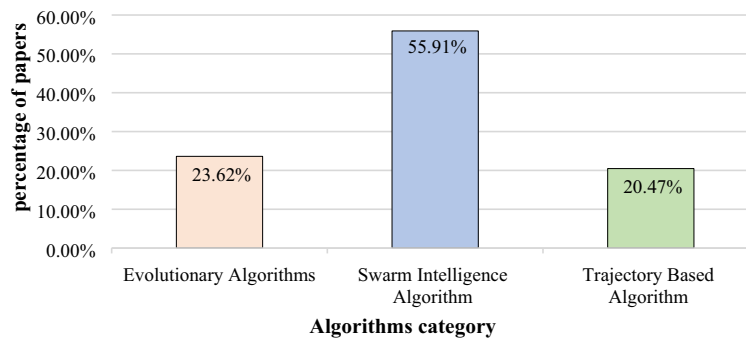 percentage of papers
60.00%
50.00%
40.00%
30.00%
20.00%
10.00%
0.00%
23.62%
55.91%
20.47%
Evolutionary Algorithms
Swarm Intelligence
Algorithm
Trajectory Based
Algorithm
Algorithms category